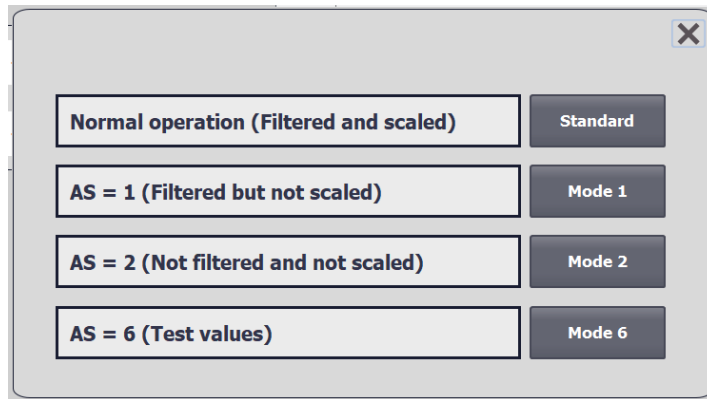 Normal operation (Filtered and scaled) Standard
AS = 1 (Filtered but not scaled) Mode 1
AS = 2 (Not filtered and not scaled) Mode 2
AS = 6 (Test values) Mode 6